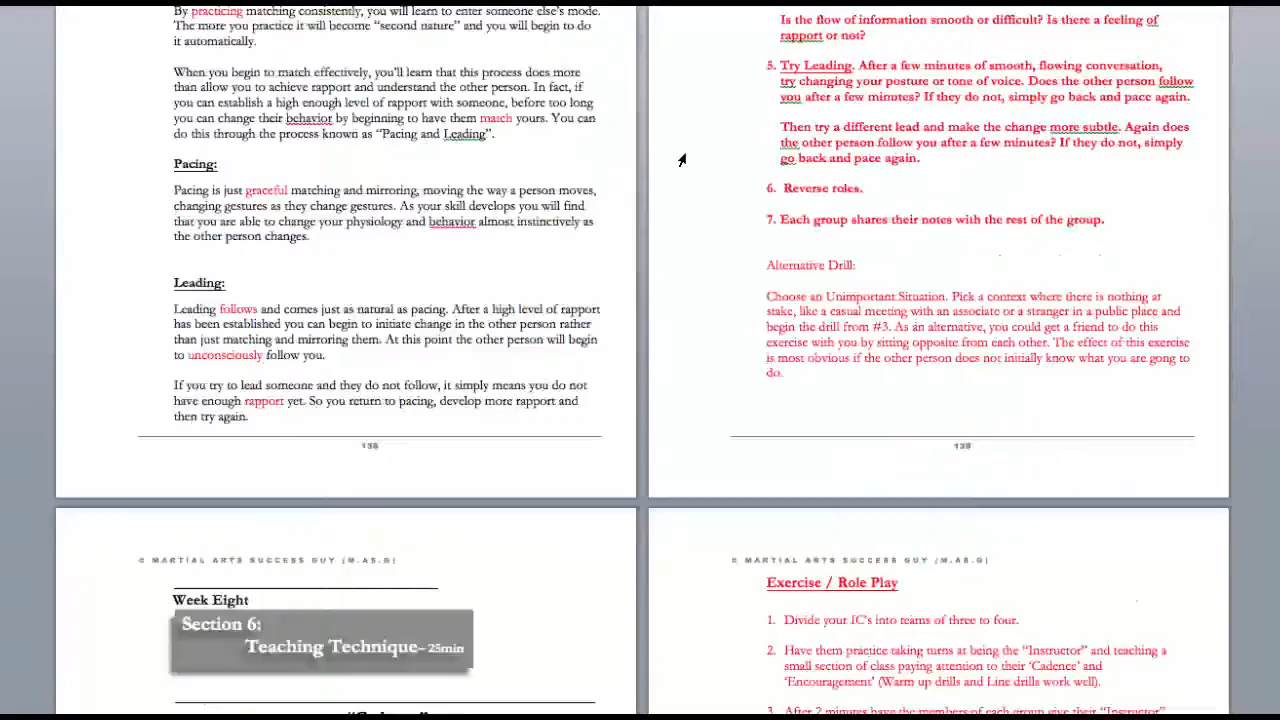 By practicing matching consistently, you will learn to enter someone else's mode.
The more you practice it will become “second nature” and you will begin to do
it automatically.
When you begin to match effectively, you'll learn that this process does more
than allow you to achieve rapport and understand the other person. In fact, if
you can establish a high enough level of rapport with someone, before too long
you can change their behavior by beginning to have them match yours. You can
do this through the process known as “Pacing and Leading”.
Pacing:
Pacing is just graceful matching and mirroring, moving the way a person moves,
changing gestures as they change gestures. As your skill develops you will find
that you are able to change your physiology and behavior almost instinctively as
the other person changes.
Leading:
Leading follows and comes just as natural as pacing. After a high level of rapport
has been established you can begin to initiate change in the other person rather
than just matching and mirroring them. At this point the other person will begin
to unconsciously follow you.
If you try to lead someone and they do not follow, it simply means you do not
have enough rapport yet. So you return to pacing, develop more rapport and
then try again.
138
Is the flow of information smooth or difficult? Is there a feeling of
rapport or not?
5. Try Leading. After a few minutes of smooth, flowing conversation,
try changing your posture or tone of voice. Does the other person follow
you after a few minutes? If they do not, simply go back and pace again.
Then try a different lead and make the change more subtle. Again does
the other person follow you after a few minutes? If they do not, simply
go back and pace again.
6. Reverse roles.
7. Each group shares their notes with the rest of the group.
Alternative Drill:
Choose an Unimportant Situation. Pick a context where there is nothing at
stake, like a casual meeting with an associate or a stranger in a public place and
begin the drill from #3. As an alternative, you could get a friend to do this
exercise with you by sitting opposite from each other. The effect of this exercise
is most obvious if the other person does not initially know what you are gong to
do.
139
© MARTIAL ARTS SUCCESS GUY (M.AS.G)
Week Eight
Section 6:
Teaching Technique– 25min
© MARTIAL ARTS SUCCESS GUY (M.AS.G)
Exercise / Role Play
1. Divide your IC's into teams of three to four.
2. Have them practice taking turns at being the “Instructor” and teaching a
small section of class paying attention to their ‘Cadence’ and
‘Encouragement’ (Warm up drills and Line drills work well).
3. After 2 minutes have the members of each group give their “Instructor”